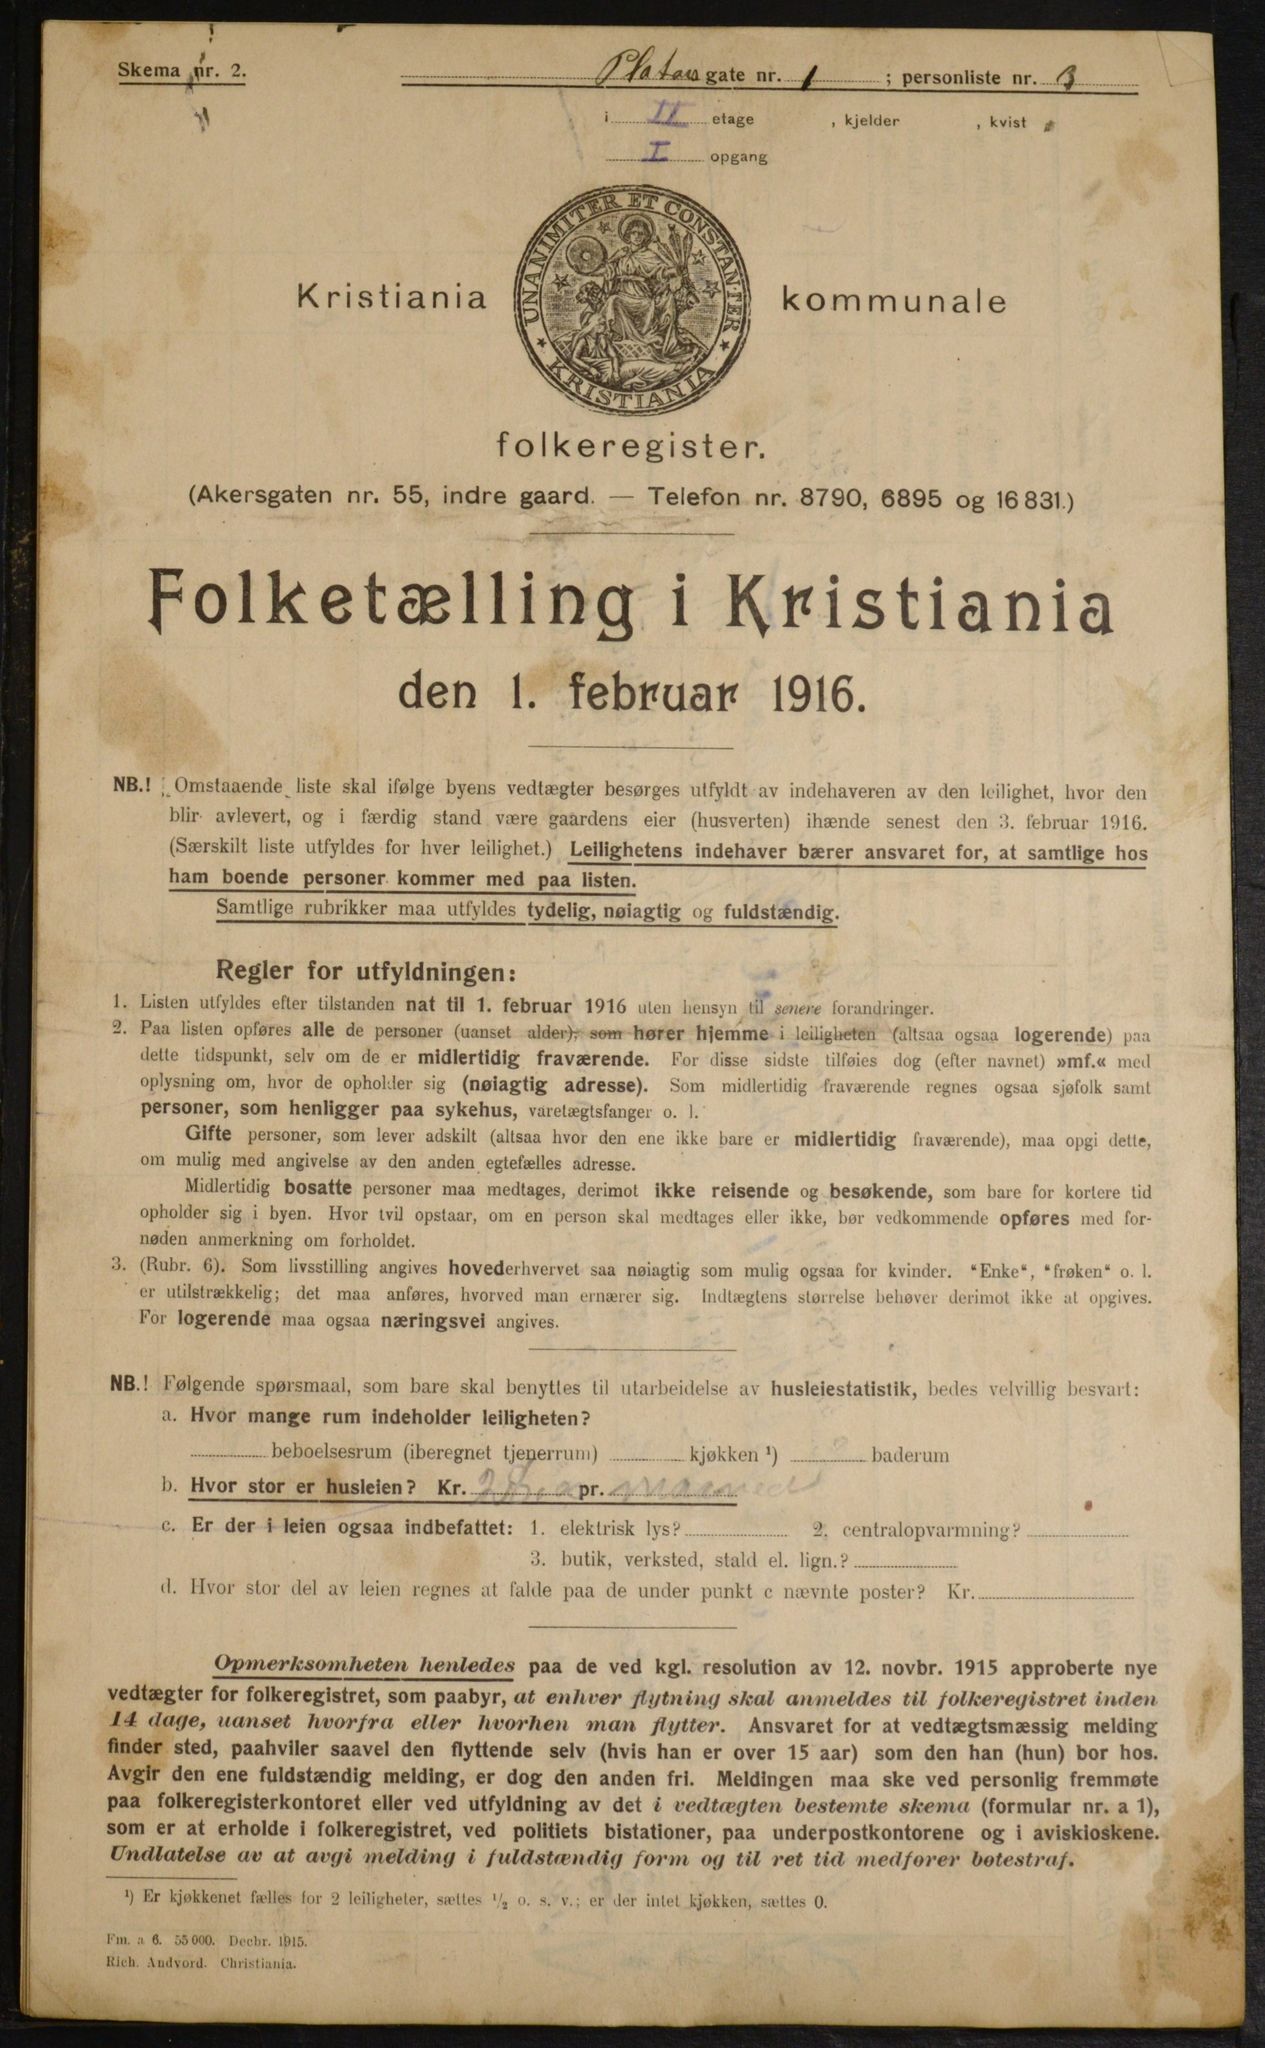 Skema nr. 2.
Platousgate nr. 1 ; personliste nr. 3
i II etage , kjelder , kvist
I opgang
UNANIMITER ET CONSTANTER
KRISTIANIA
Kristiania kommunale
folkeregister.
(Akersgaten nr. 55, indre gaard. — Telefon nr. 8790, 6895 og 16 831.)
Folketælling i Kristiania
den 1. februar 1916.
NB.! Omstaaende liste skal ifølge byens vedtægter besørges utfyldt av indehaveren av den leilighet, hvor den
blir avlevert, og i færdig stand være gaardens eier (husverten) ihænde senest den 3. februar 1916.
(Særskilt liste utfyldes for hver leilighet.) Leilighetens indehaver bærer ansvaret for, at samtlige hos
ham boende personer kommer med paa listen.
Samtlige rubrikker maa utfyldes tydelig, nøiagtig og fuldstændig.
Regler for utfyldningen:
1. Listen utfyldes efter tilstanden nat til 1. februar 1916 uten hensyn til senere forandringer.
2. Paa listen opføres alle de personer (uanset alder), som hører hjemme i leiligheten (altsaa ogsaa logerende) paa
dette tidspunkt, selv om de er midlertidig fraværende. For disse sidste tilføies dog (efter navnet) »mf.« med
oplysning om, hvor de opholder sig (nøiagtig adresse). Som midlertidig fraværende regnes ogsaa sjøfolk samt
personer, som henligger paa sykehus, varetægtsfanger o. l.
Gifte personer, som lever adskilt (altsaa hvor den ene ikke bare er midlertidig fraværende), maa opgi dette,
om mulig med angivelse av den anden egtefælles adresse.
Midlertidig bosatte personer maa medtages, derimot ikke reisende og besøkende, som bare for kortere tid
opholder sig i byen. Hvor tvil opstaar, om en person skal medtages eller ikke, bør vedkommende opføres med for-
nøden anmerkning om forholdet.
3. (Rubr. 6). Som livsstilling angives hovederhvervet saa nøiagtig som mulig ogsaa for kvinder. "Enke", "frøken" o. l.
er utilstrækkelig; det maa anføres, hvorved man ernærer sig. Indtægtens størrelse behøver derimot ikke at opgives.
For logerende maa ogsaa næringsvei angives.
NB.! Følgende spørsmaal, som bare skal benyttes til utarbeidelse av husleiestatistik, bedes velvillig besvart:
a. Hvor mange rum indeholder leiligheten?
beboelsesrum (iberegnet tjenerrum) kjøkken ¹) baderum
b. Hvor stor er husleien? Kr. pr. maaned
c. Er der i leien ogsaa indbefattet: 1. elektrisk lys? 2. centralopvarmning?
3. butik, verksted, stald el. lign.?
d. Hvor stor del av leien regnes at falde paa de under punkt c nævnte poster? Kr.
Opmerksomheten henledes paa de ved kgl. resolution av 12. novbr. 1915 approberte nye
vedtægter for folkeregistret, som paabyr, at enhver flytning skal anmeldes til folkeregistret inden
14 dage, uanset hvorfra eller hvorhen man flytter. Ansvaret for at vedtægtsmæssig melding
finder sted, paahviler saavel den flyttende selv (hvis han er over 15 aar) som den han (hun) bor hos.
Avgir den ene fuldstændig melding, er dog den anden fri. Meldingen maa ske ved personlig fremmøte
paa folkeregisterkontoret eller ved utfyldning av det i vedtægten bestemte skema (formular nr. a 1),
som er at erholde i folkeregistret, ved politiets bistationer, paa underpostkontorene og i aviskioskene.
Undlatelse av at avgi melding i fuldstændig form og til ret tid medfører bøtestraf.
¹) Er kjøkkenet fælles for 2 leiligheter, sættes ½ o. s. v.; er der intet kjøkken, sættes 0.
Fm. a 6. 55 000. Decbr. 1915.
Rich. Andvord. Christiania.